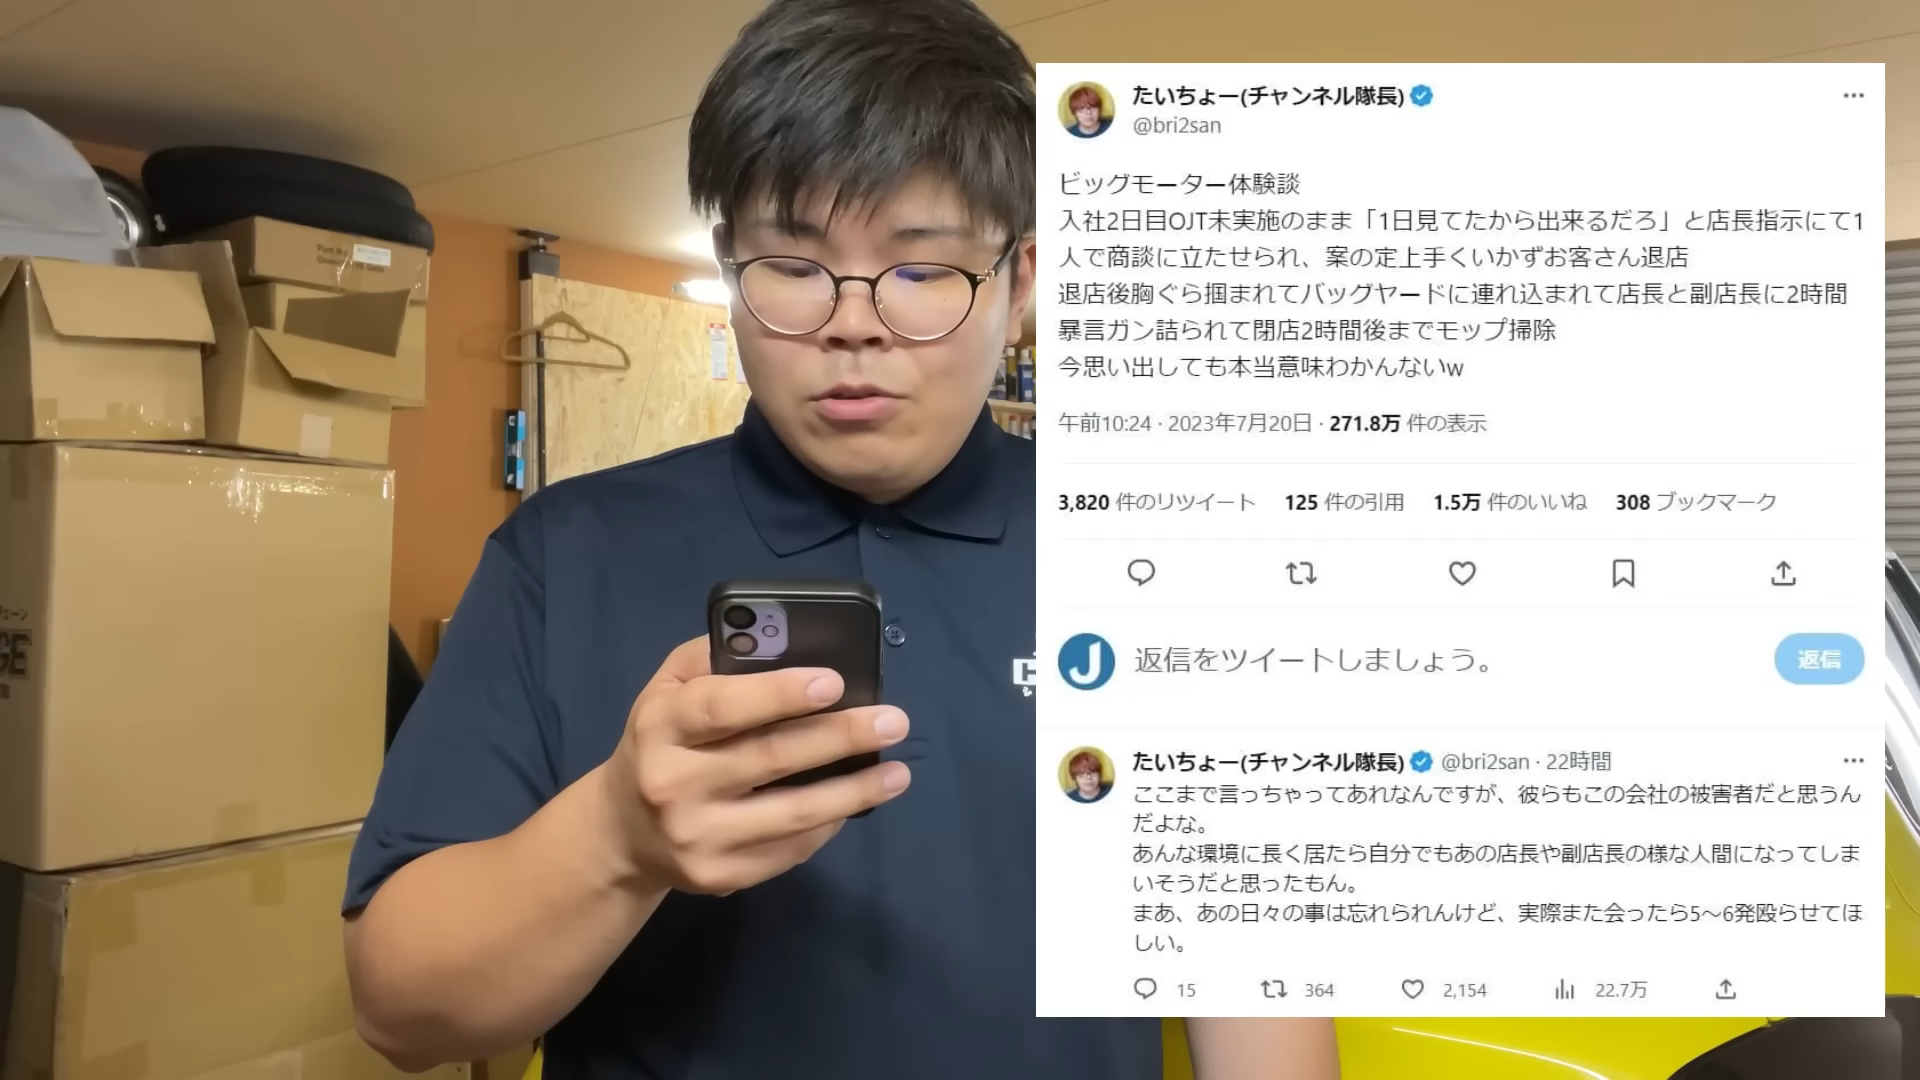 たいちょー(チャンネル隊長)
@bri2san
ビッグモーター体験談
入社2日目OJT未実施のまま「1日見てたから出来るだろ」と店長指示にて1
人で商談に立たせられ、案の定上手くいかずお客さん退店
退店後胸ぐら掴まれてバッグヤードに連れ込まれて店長と副店長に2時間
暴言ガン詰られて閉店2時間後までモップ掃除
今思い出しても本当意味わかんないw
午前10:24 · 2023年7月20日 · 271.8万 件の表示
3,820 件のリツイート 125 件の引用 1.5万 件のいいね 308 ブックマーク
J 返信をツイートしましょう。 返信
たいちょー(チャンネル隊長) @bri2san · 22時間
ここまで言っちゃってあれなんですが、彼らもこの会社の被害者だと思うん
だよな。
あんな環境に長く居たら自分でもあの店長や副店長の様な人間になってしま
いそうだと思ったもん。
まあ、あの日々の事は忘れられんけど、実際また会ったら5〜6発殴らせてほ
しい。
15 364 2,154 22.7万